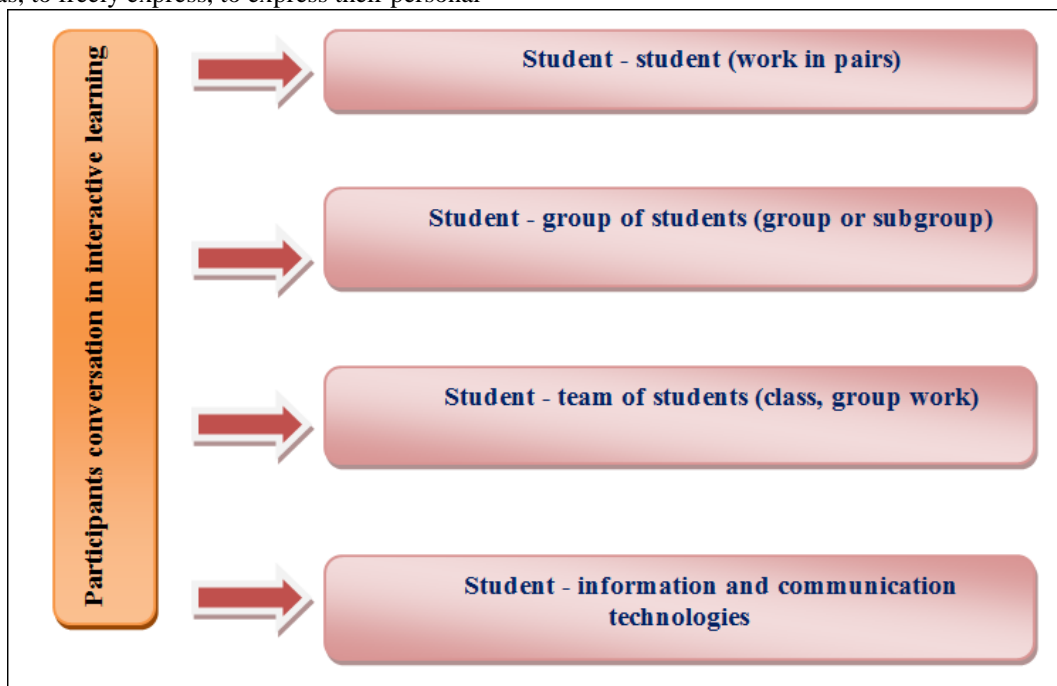 to freely express, to express their personal
Participants conversation in interactive learning
Student - student (work in pairs)
Student - group of students (group or subgroup)
Student - team of students (class, group work)
Student - information and communication
technologies